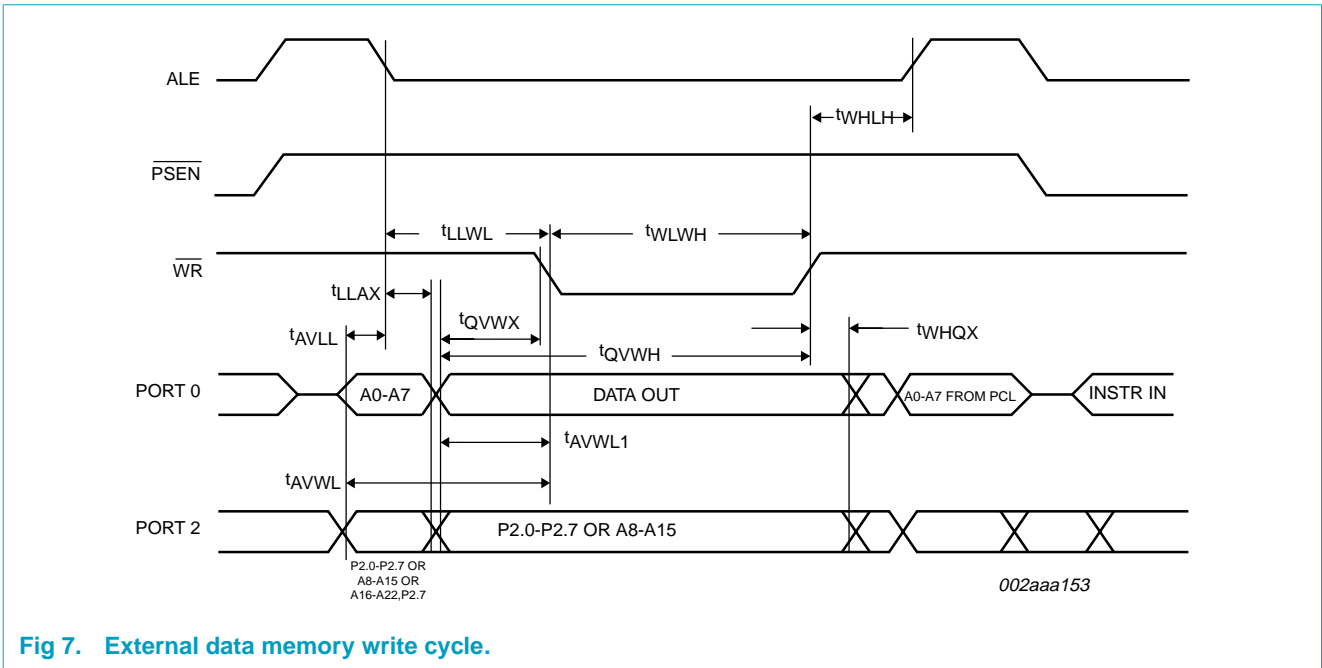 ALE
tWHLH
PSEN
tLLWL
tWLWH
WR
tLLAX
tQVWX
tAVLL
tWHQX
tQVWH
PORT 0
A0-A7
DATA OUT
A0-A7 FROM PCL
INSTR IN
tAVWL1
tAVWL
PORT 2
P2.0-P2.7 OR A8-A15
P2.0-P2.7 OR
A8-A15 OR
A16-A22,P2.7
002aaa153
Fig 7. External data memory write cycle.